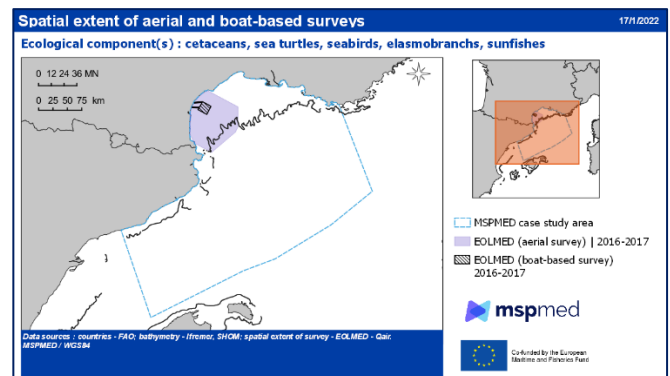 Spatial extent of aerial and boat-based surveys 17/1/2022
Ecological component(s) : cetaceans, sea turtles, seabirds, elasmobranchs, sunfishes
0 12 24 36 MN
0 25 50 75 km
MSPMED case study area
EOLMED (aerial survey) | 2016-2017
EOLMED (boat-based survey)
2016-2017
mspmed
Data sources : countries - FAO; bathymetry - Ifremer, SHOM; spatial extent of survey - EOLMED - Qair.
MSPMED / WGS84
Co-funded by the European
Maritime and Fisheries Fund